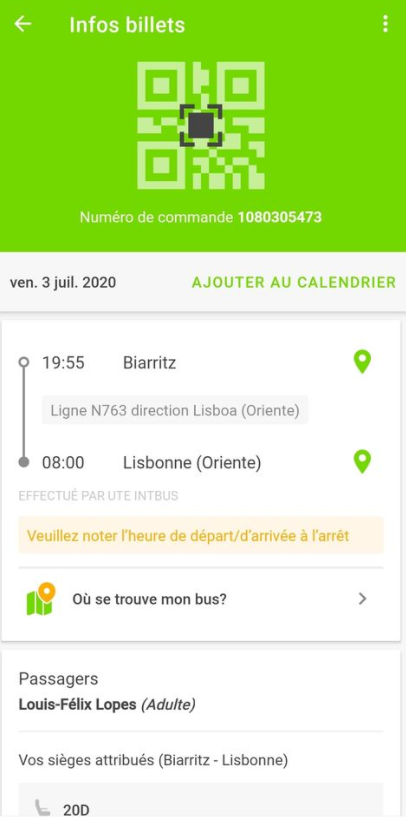 Infos billets
Numéro de commande 1080305473
ven. 3 juil. 2020 AJOUTER AU CALENDRIER
19:55 Biarritz
Ligne N763 direction Lisboa (Oriente)
08:00 Lisbonne (Oriente)
EFFECTUÉ PAR UTE INTBUS
Veuillez noter l'heure de départ/d'arrivée à l'arrêt
Où se trouve mon bus?
Passagers
Louis-Félix Lopes (Adulte)
Vos sièges attribués (Biarritz - Lisbonne)
20D